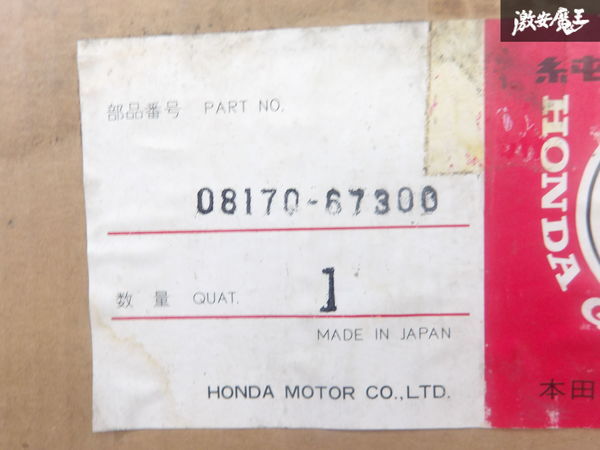 激安魔王
部品番号 PART NO.
08170-67300
数量 QUAT. 1
MADE IN JAPAN
HONDA MOTOR CO.,LTD.
純
HONDA
本田